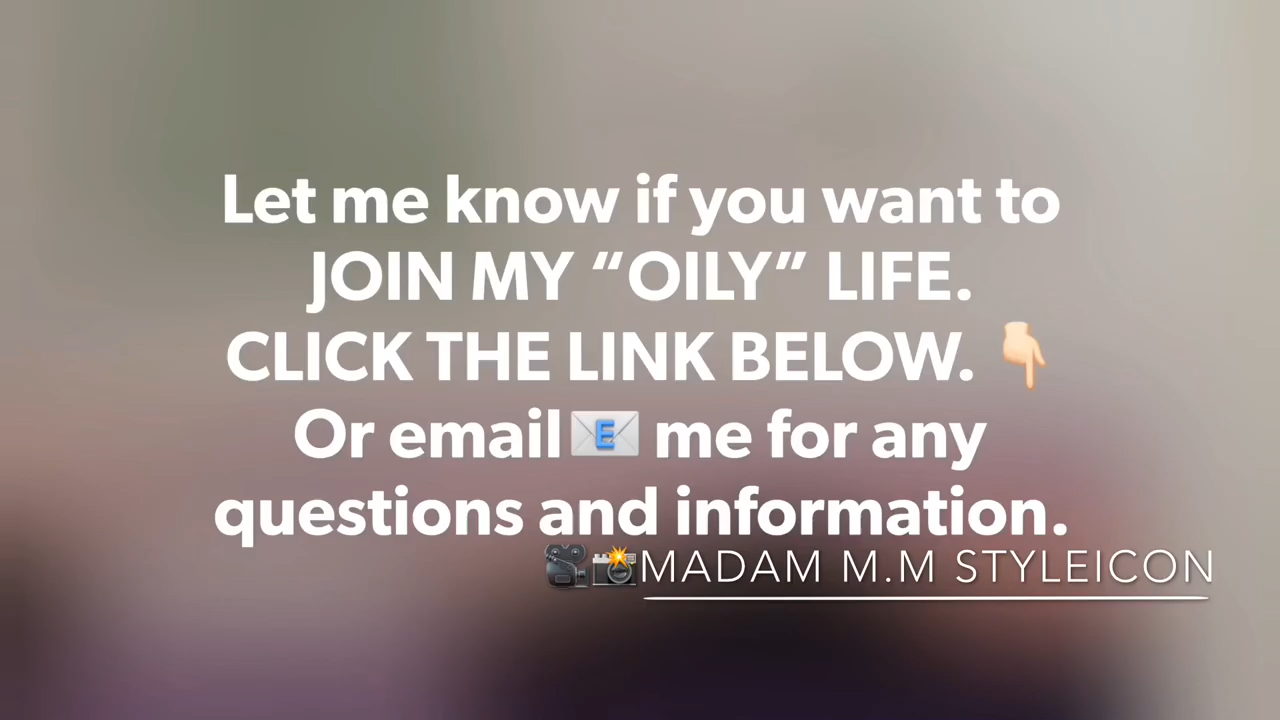 Let me know if you want to
JOIN MY “OILY” LIFE.
CLICK THE LINK BELOW. 👇🏻
Or email📧 me for any
questions and information.
🎥📸MADAM M.M STYLEICON